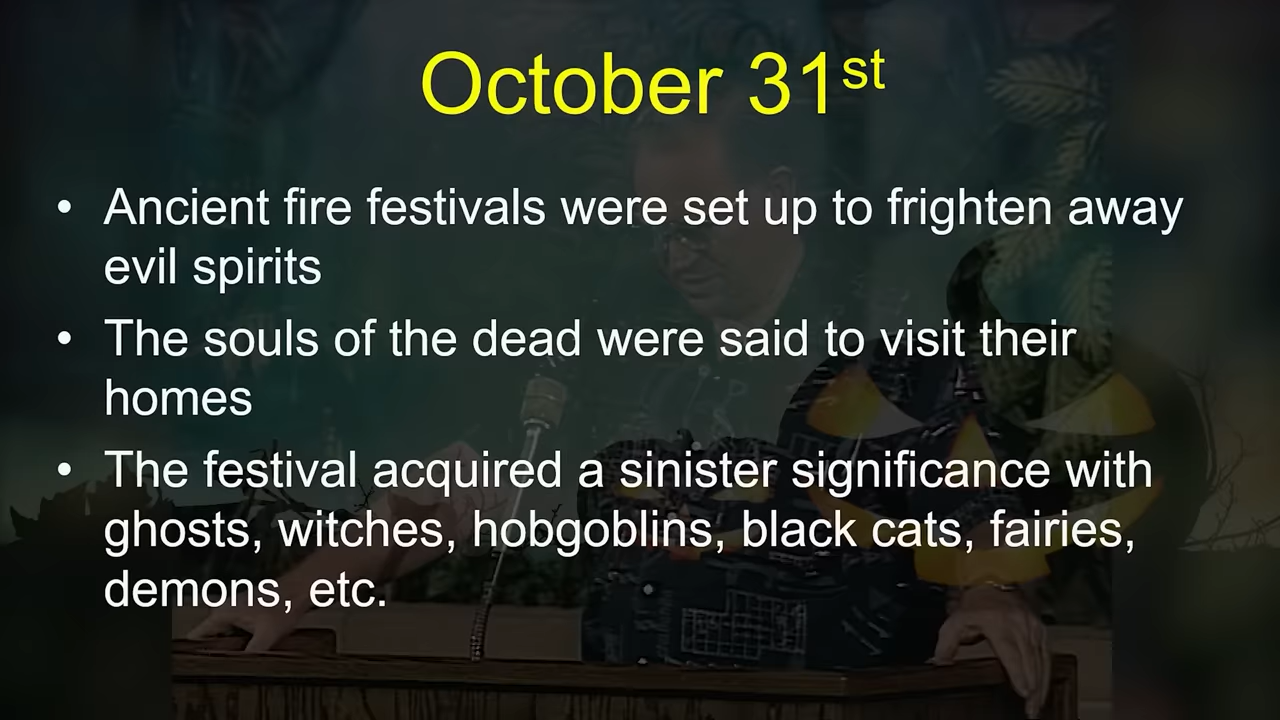 October 31st
• Ancient fire festivals were set up to frighten away
evil spirits
• The souls of the dead were said to visit their
homes
• The festival acquired a sinister significance with
ghosts, witches, hobgoblins, black cats, fairies,
demons, etc.